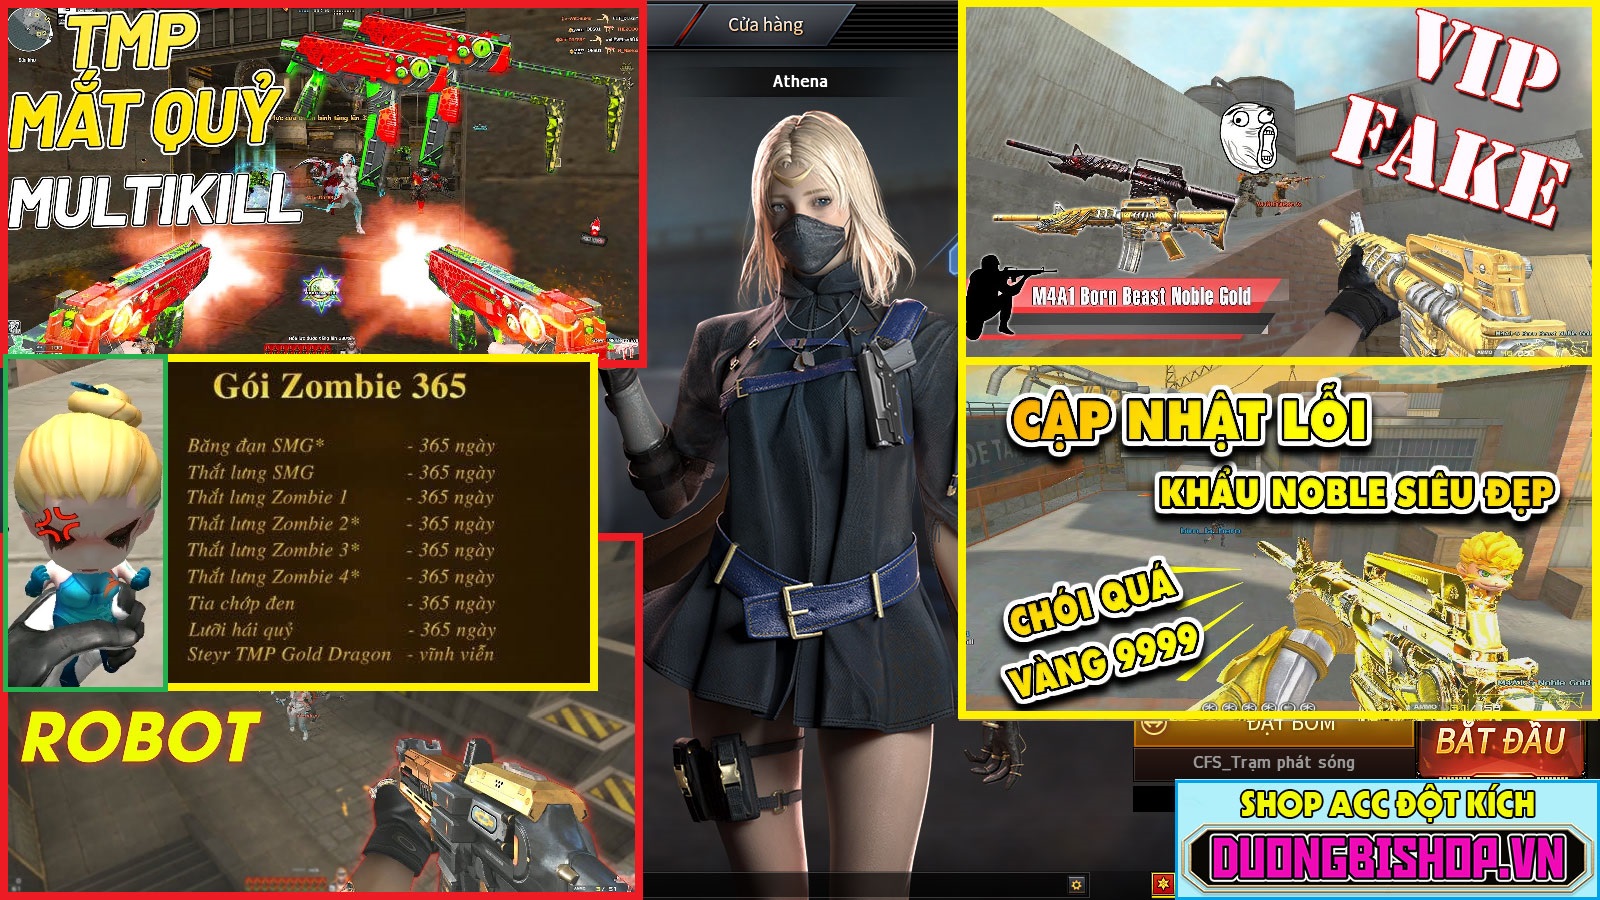 TMP
MẮT QUỶ
MULTIKILL
Gói Zombie 365
Băng đạn SMG* - 365 ngày
Thắt lưng SMG - 365 ngày
Thắt lưng Zombie 1 - 365 ngày
Thắt lưng Zombie 2* - 365 ngày
Thắt lưng Zombie 3* - 365 ngày
Thắt lưng Zombie 4* - 365 ngày
Tia chớp đen - 365 ngày
Lưỡi hái quỷ - 365 ngày
Steyr TMP Gold Dragon - vĩnh viễn
ROBOT
Cửa hàng
Athena
VIP
FAKE
M4A1 Born Beast Noble Gold
CẬP NHẬT LỖI
KHẨU NOBLE SIÊU ĐẸP
CHÓI QUÁ
VÀNG 9999
ĐẶT BOM
CFS_Trạm phát sóng
BẮT ĐẦU
SHOP ACC ĐỘT KÍCH
DUONGBISHOP.VN